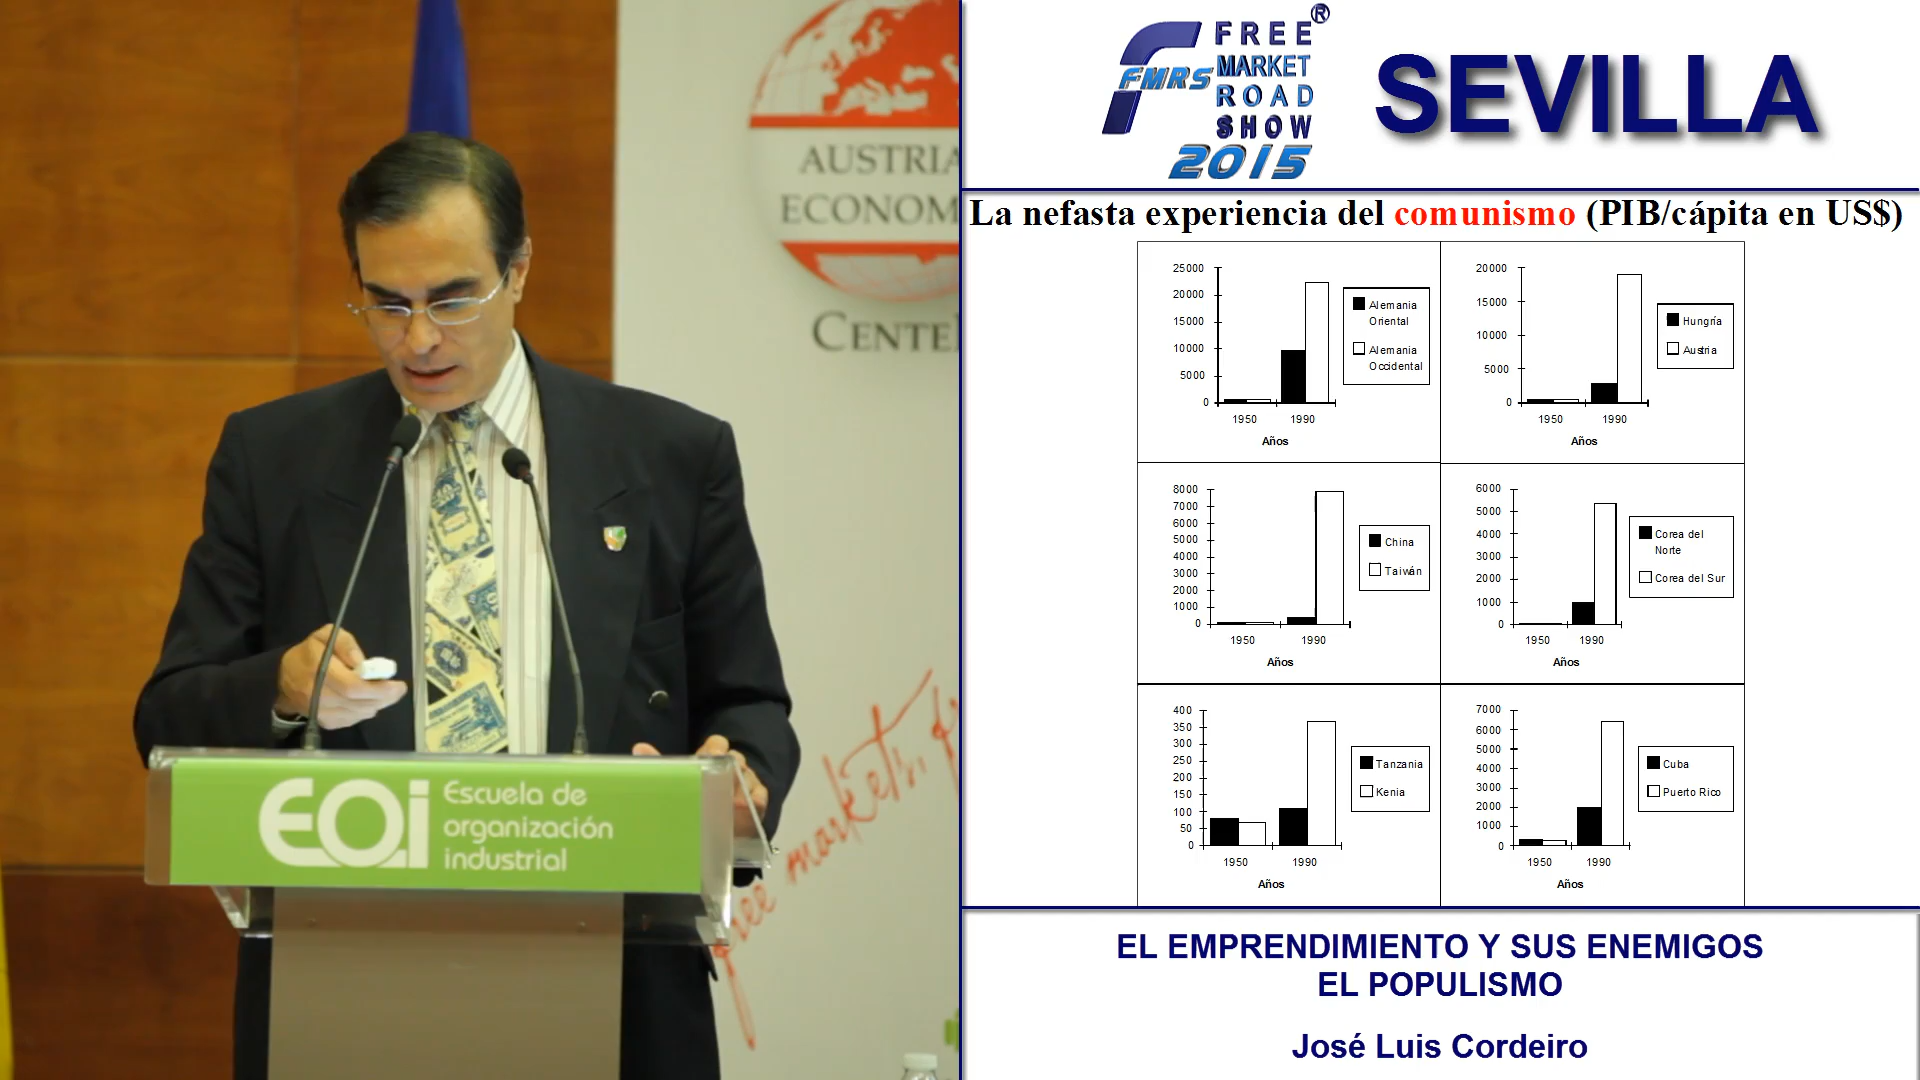 AUSTRIA
ECONOM
CENTE
free market
EOI
Escuela de
organización
industrial
FREE
MARKET
ROAD
SHOW
®
FMRS
2015
SEVILLA
La nefasta experiencia del comunismo (PIB/cápita en US$)
25000
20000
15000
10000
5000
0
1950 1990
Años
Alemania
Oriental
Alemania
Occidental
20000
15000
10000
5000
0
1950 1990
Años
Hungría
Austria
8000
7000
6000
5000
4000
3000
2000
1000
0
1950 1990
Años
China
Taiwán
6000
5000
4000
3000
2000
1000
0
1950 1990
Años
Corea del
Norte
Corea del Sur
400
350
300
250
200
150
100
50
0
1950 1990
Años
Tanzania
Kenia
7000
6000
5000
4000
3000
2000
1000
0
1950 1990
Años
Cuba
Puerto Rico
EL EMPRENDIMIENTO Y SUS ENEMIGOS
EL POPULISMO
José Luis Cordeiro